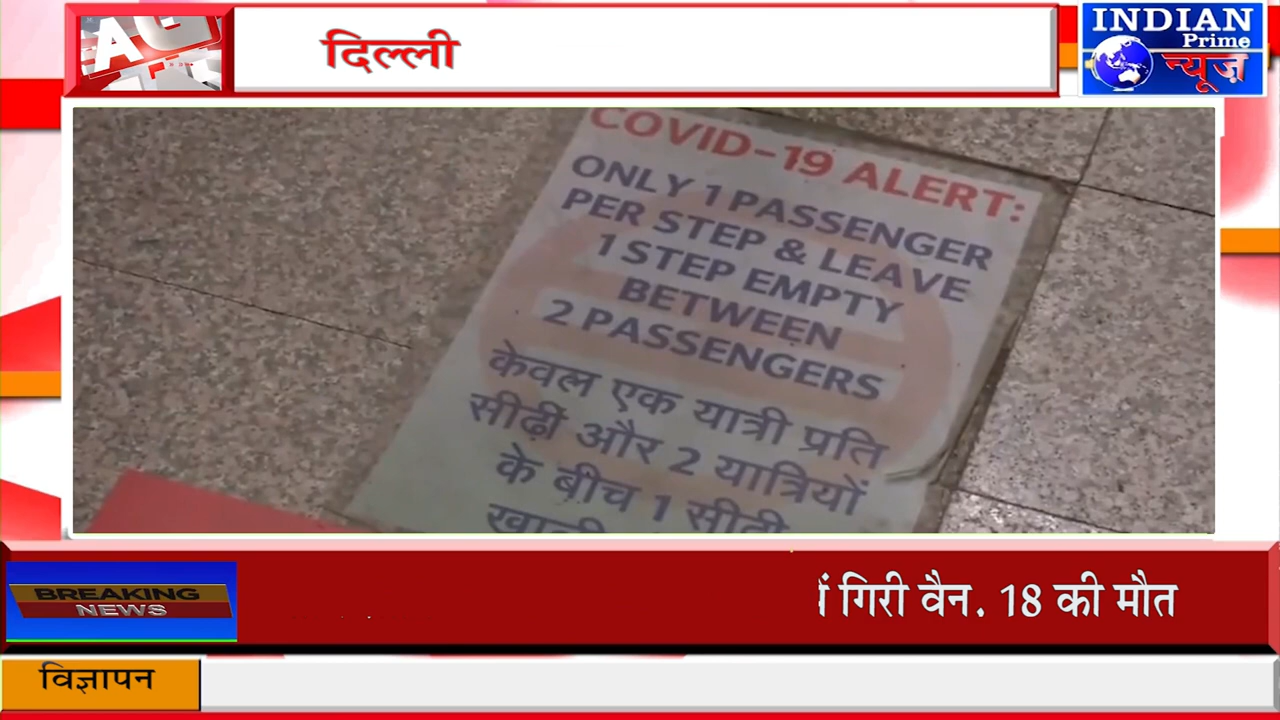 AG
दिल्ली
INDIAN
Prime
न्यूज़
COVID-19 ALERT:
ONLY 1 PASSENGER
PER STEP & LEAVE
1 STEP EMPTY
BETWEEN
2 PASSENGERS
केवल एक यात्री प्रति
सीढ़ी और 2 यात्रियों
के बीच 1 सीढ़ी
BREAKING
NEWS
गिरी वैन. 18 की मौत
विज्ञापन